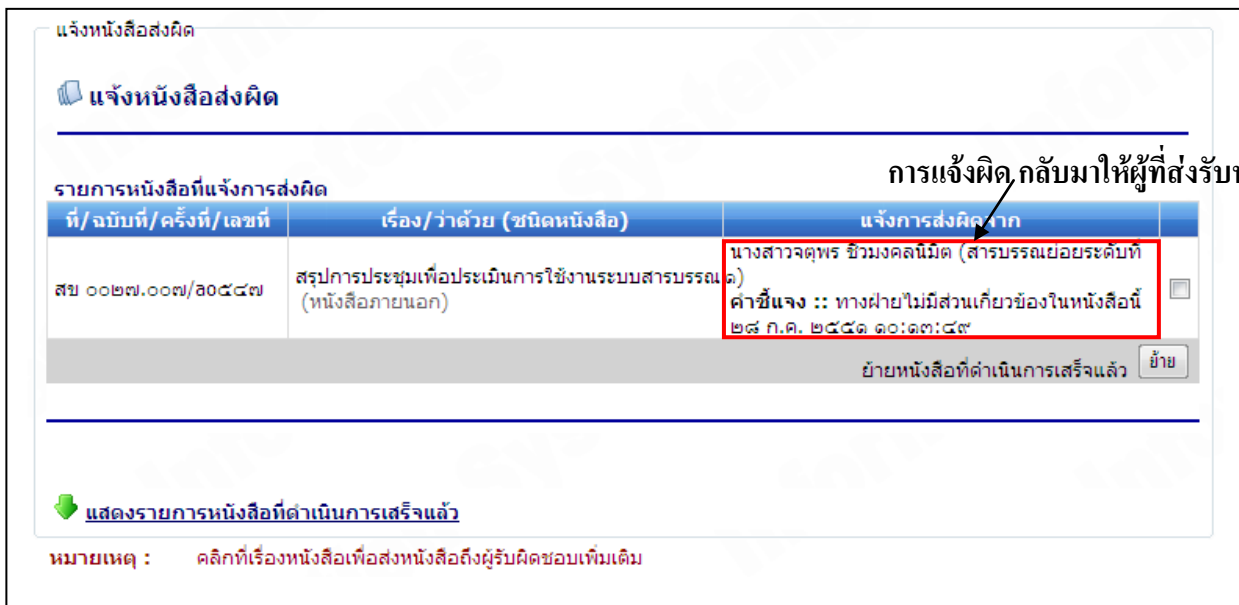 แจ้งหนังสือส่งผิด
แจ้งหนังสือส่งผิด
การแจ้งผิด กลับมาให้ผู้ที่ส่งรับ
รายการหนังสือที่แจ้งการส่งผิด
ที่/ฉบับที่/ครั้งที่/เลขที่ เรื่อง/ว่าด้วย (ชนิดหนังสือ) แจ้งการส่งผิดจาก
นางสาวจตุพร ชิวมงคลนิมิต (สารบรรณย่อยระดับที่
สข ๐๐๒๗.๐๐๗/a๐๕๔๗ สรุปการประชุมเพื่อประเมินการใช้งานระบบสารบรรณ ๑)
(หนังสือภายนอก) คำชี้แจง :: ทางฝ่ายไม่มีส่วนเกี่ยวข้องในหนังสือนี้
๒๘ ก.ค. ๒๕๕๑ ๑๐:๑๓:๔๙
ย้ายหนังสือที่ดำเนินการเสร็จแล้ว ย้าย
แสดงรายการหนังสือที่ดำเนินการเสร็จแล้ว
หมายเหตุ : คลิกที่เรื่องหนังสือเพื่อส่งหนังสือถึงผู้รับผิดชอบเพิ่มเติม